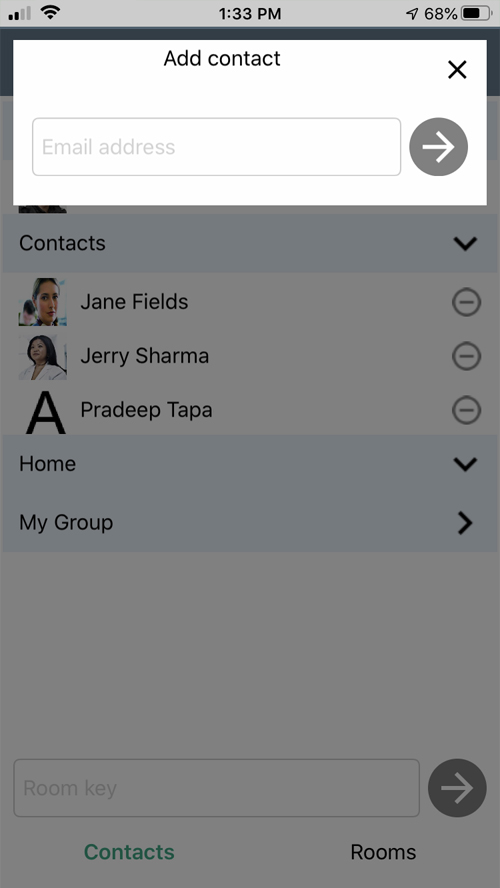 1:33 PM
68%
Add contact
Email address
Contacts
Jane Fields
Jerry Sharma
A Pradeep Tapa
Home
My Group
Room key
Contacts Rooms